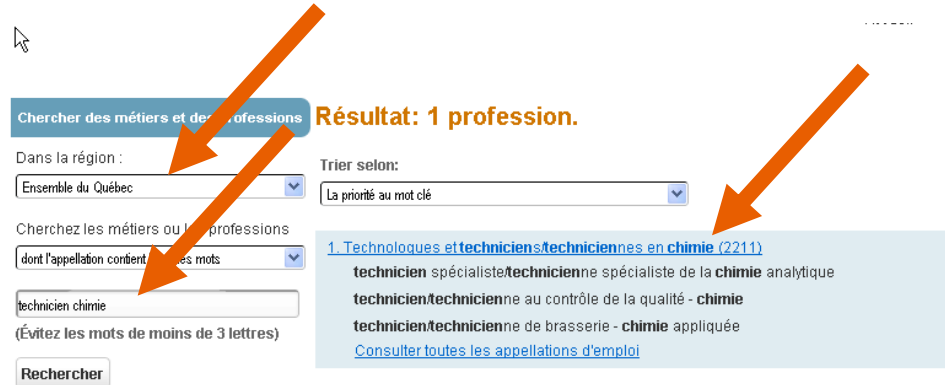 Chercher des métiers et des professions
Résultat: 1 profession.
Dans la région :
Ensemble du Québec
Trier selon:
La priorité au mot clé
Cherchez les métiers ou professions
dont l'appellation contient les mots
technicien chimie
(Évitez les mots de moins de 3 lettres)
Rechercher
1. Technologues et techniciens/techniciennes en chimie (2211)
technicien spécialiste/technicienne spécialiste de la chimie analytique
technicien/technicienne au contrôle de la qualité - chimie
technicien/technicienne de brasserie - chimie appliquée
Consulter toutes les appellations d'emploi